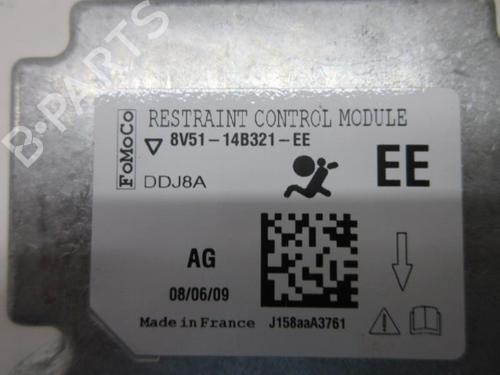 B-PARTS
FoMoCo
RESTRAINT CONTROL MODULE
8V51-14B321-EE
DDJ8A
EE
AG
08/06/09
Made in France
J158aaA3761